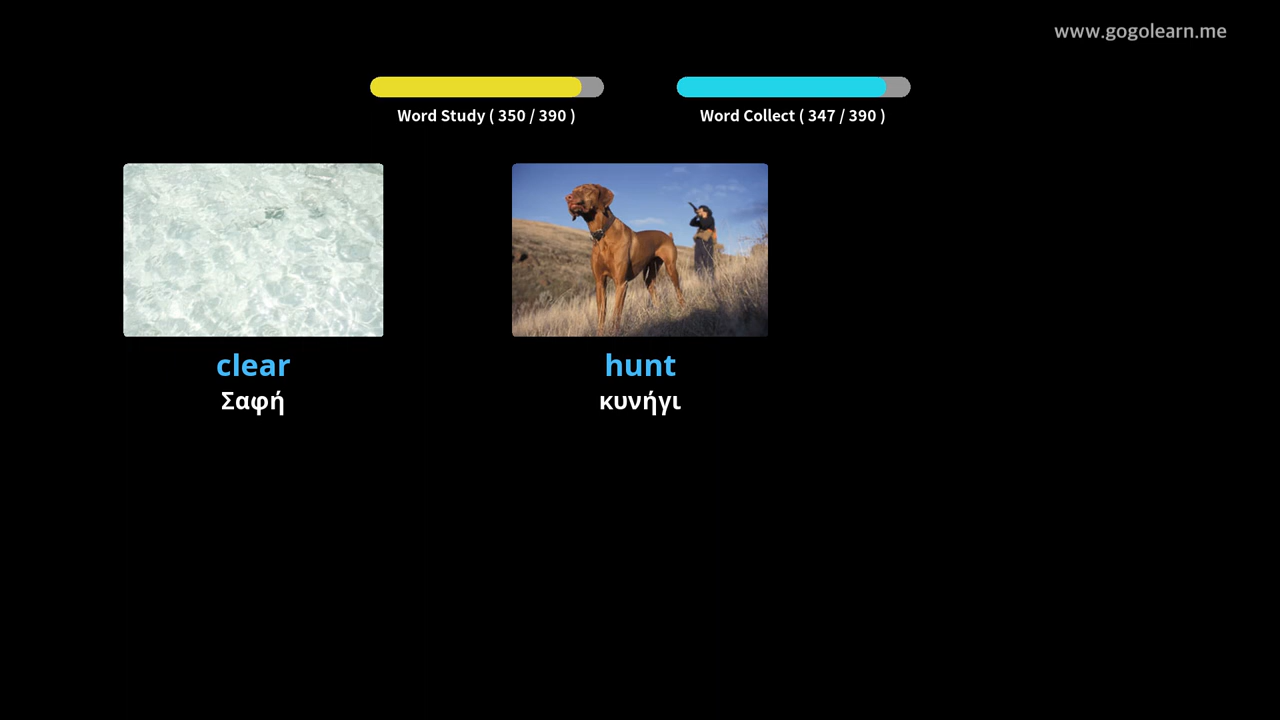 www.gogolearn.me
Word Study ( 350 / 390 )
Word Collect ( 347 / 390 )
clear
Σαφή
hunt
κυνήγι